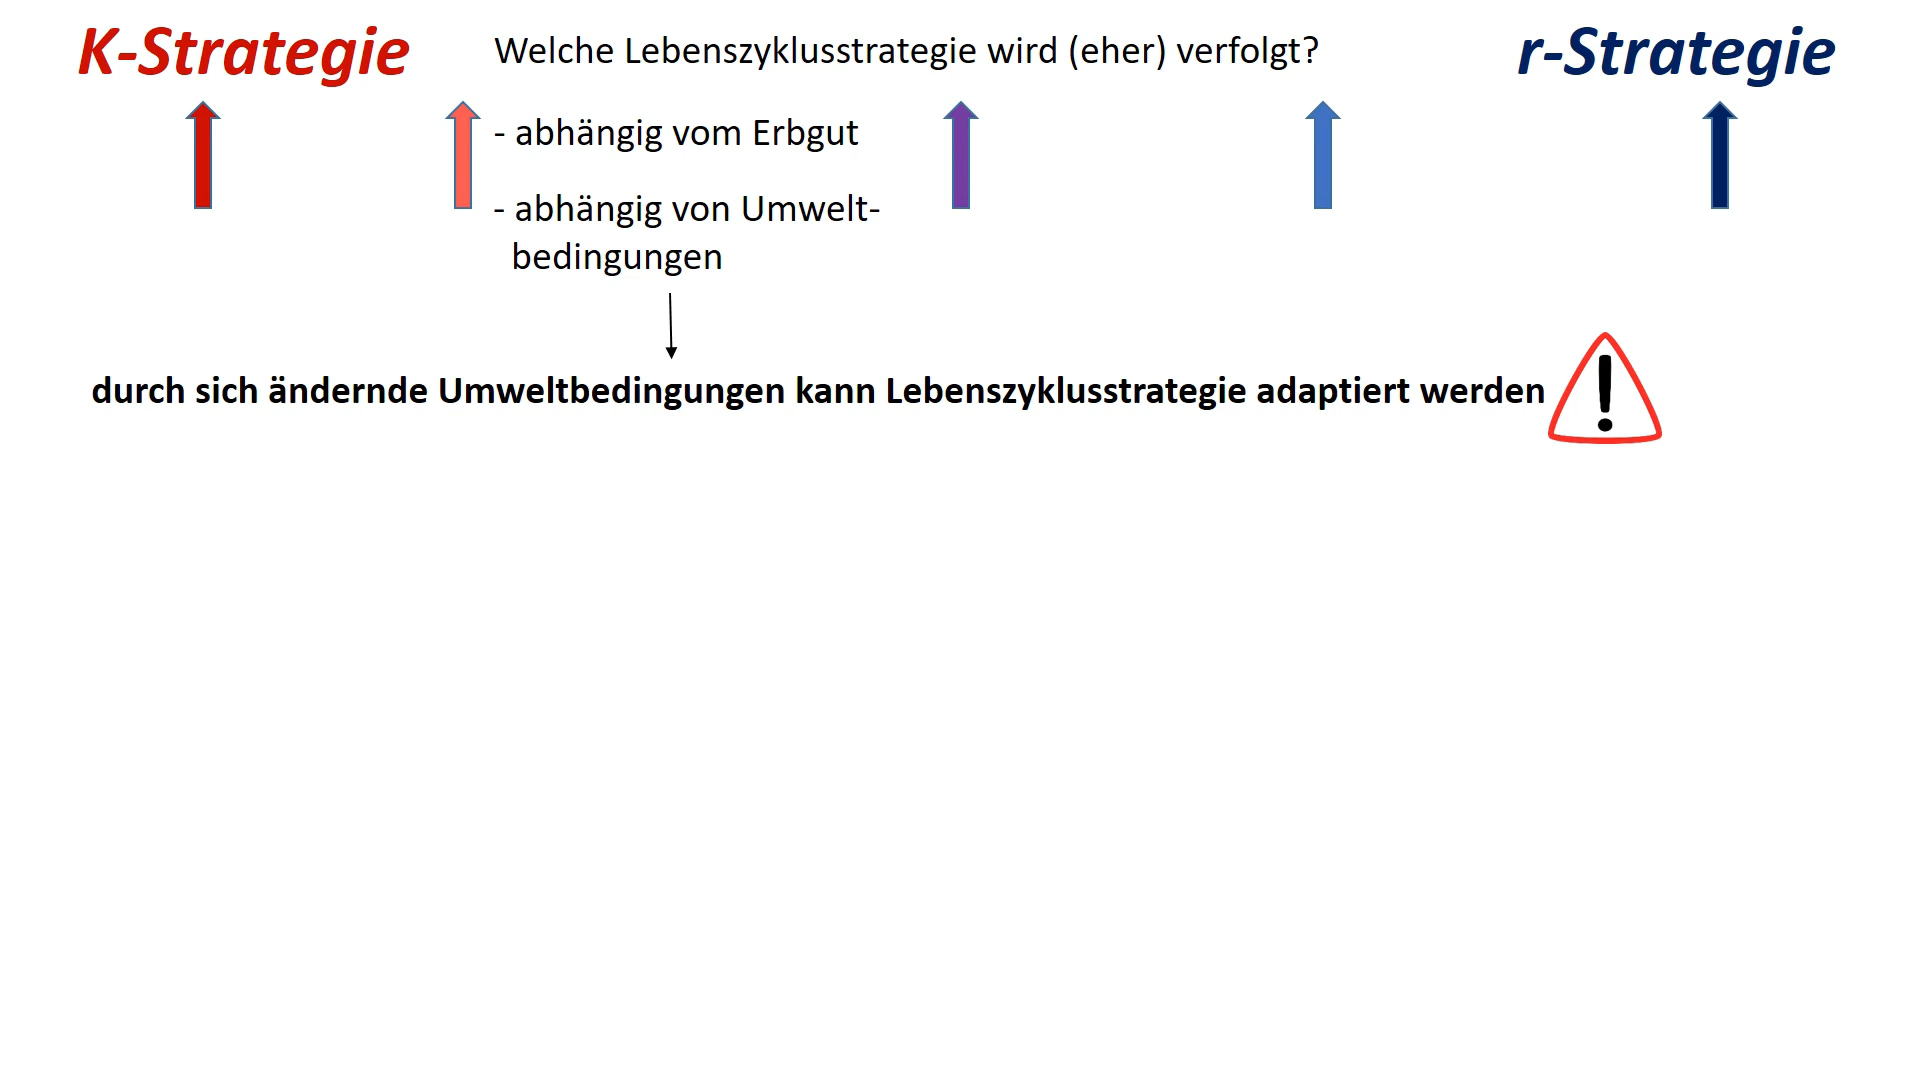 K-Strategie
Welche Lebenszyklusstrategie wird (eher) verfolgt?
r-Strategie
- abhängig vom Erbgut
- abhängig von Umwelt-
bedingungen
durch sich ändernde Umweltbedingungen kann Lebenszyklusstrategie adaptiert werden